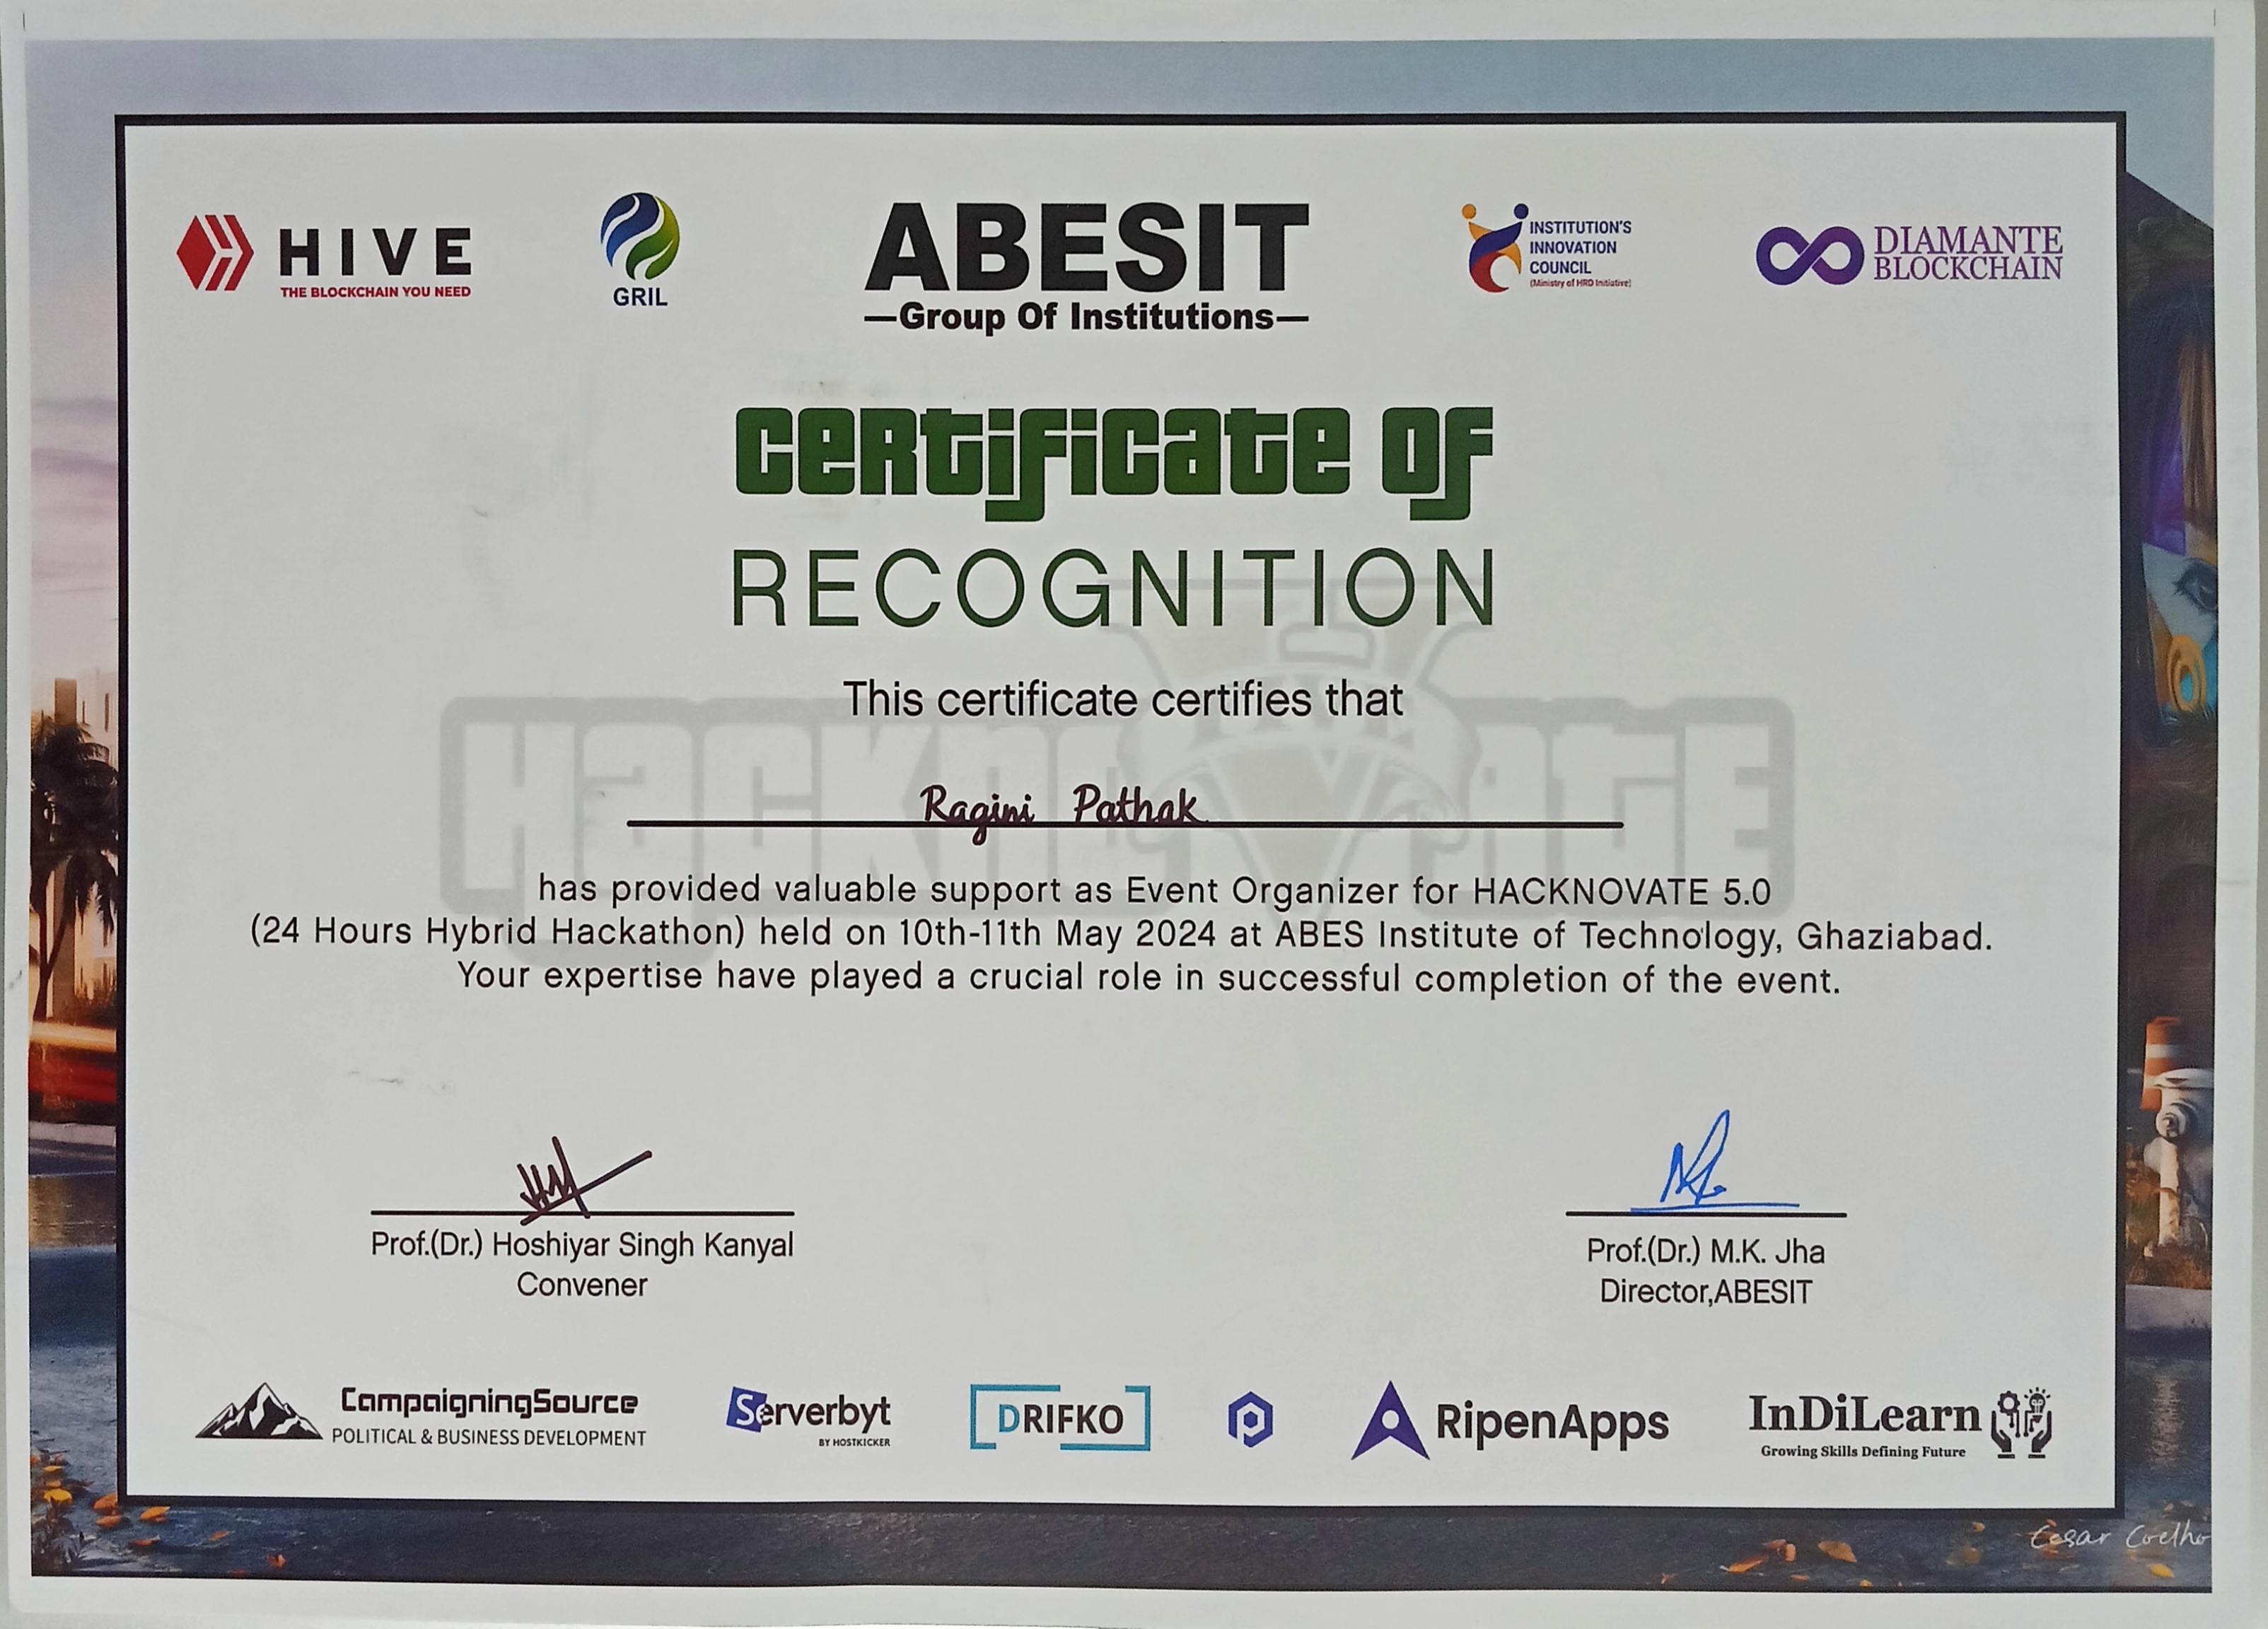 HIVE
THE BLOCKCHAIN YOU NEED
GRIL
ABESIT
—Group Of Institutions—
INSTITUTION'S
INNOVATION
COUNCIL
(Ministry of HRD Initiative)
DIAMANTE
BLOCKCHAIN
CERTIFICATE OF
RECOGNITION
HACKNOVATE
This certificate certifies that
Ragini Pathak
has provided valuable support as Event Organizer for HACKNOVATE 5.0
(24 Hours Hybrid Hackathon) held on 10th-11th May 2024 at ABES Institute of Technology, Ghaziabad.
Your expertise have played a crucial role in successful completion of the event.
Prof.(Dr.) Hoshiyar Singh Kanyal
Convener
Prof.(Dr.) M.K. Jha
Director,ABESIT
CampaigningSource
POLITICAL & BUSINESS DEVELOPMENT
Serverbyt
BY HOSTKICKER
DRIFKO
RipenApps
InDiLearn
Growing Skills Defining Future
Cesar Coelho